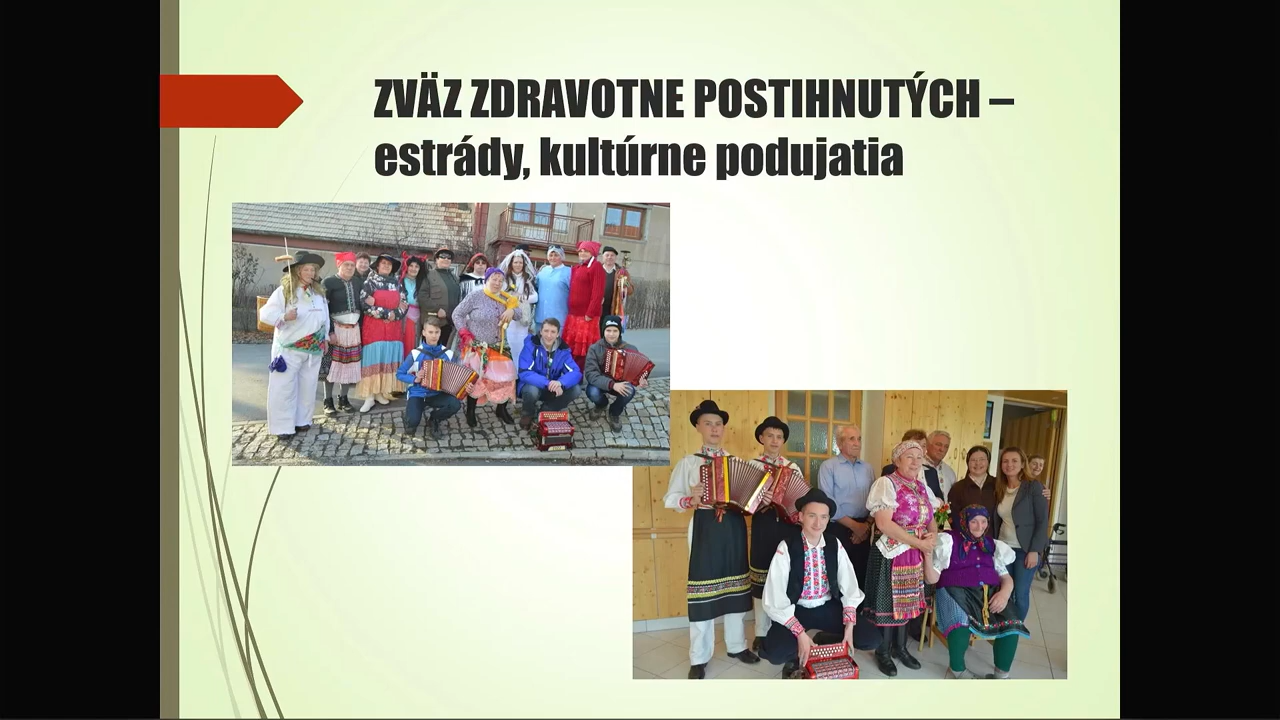 ZVÄZ ZDRAVOTNE POSTIHNUTÝCH –
estrády, kultúrne podujatia